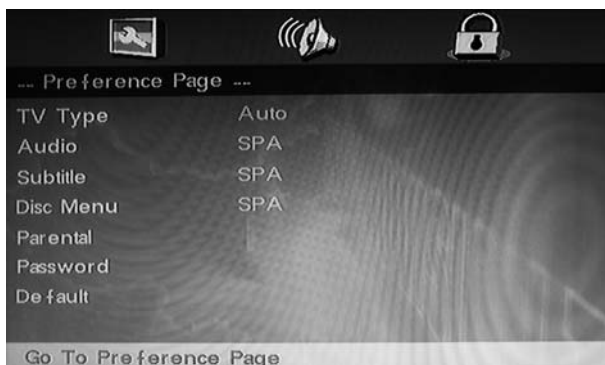 -- Preference Page --
TV Type Auto
Audio SPA
Subtitle SPA
Disc Menu SPA
Parental
Password
Default
Go To Preference Page